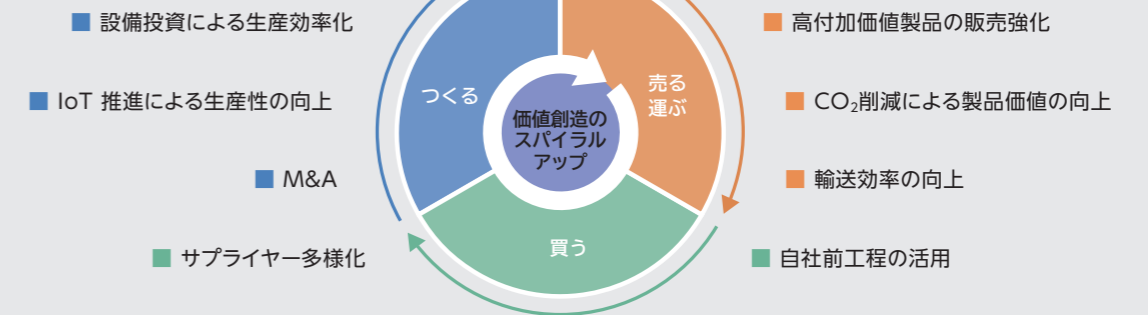 設備投資による生産効率化
IoT 推進による生産性の向上
M&A
サプライヤー多様化
つくる
売る
運ぶ
価値創造の
スパイラル
アップ
買う
高付加価値製品の販売強化
CO₂削減による製品価値の向上
輸送効率の向上
自社前工程の活用